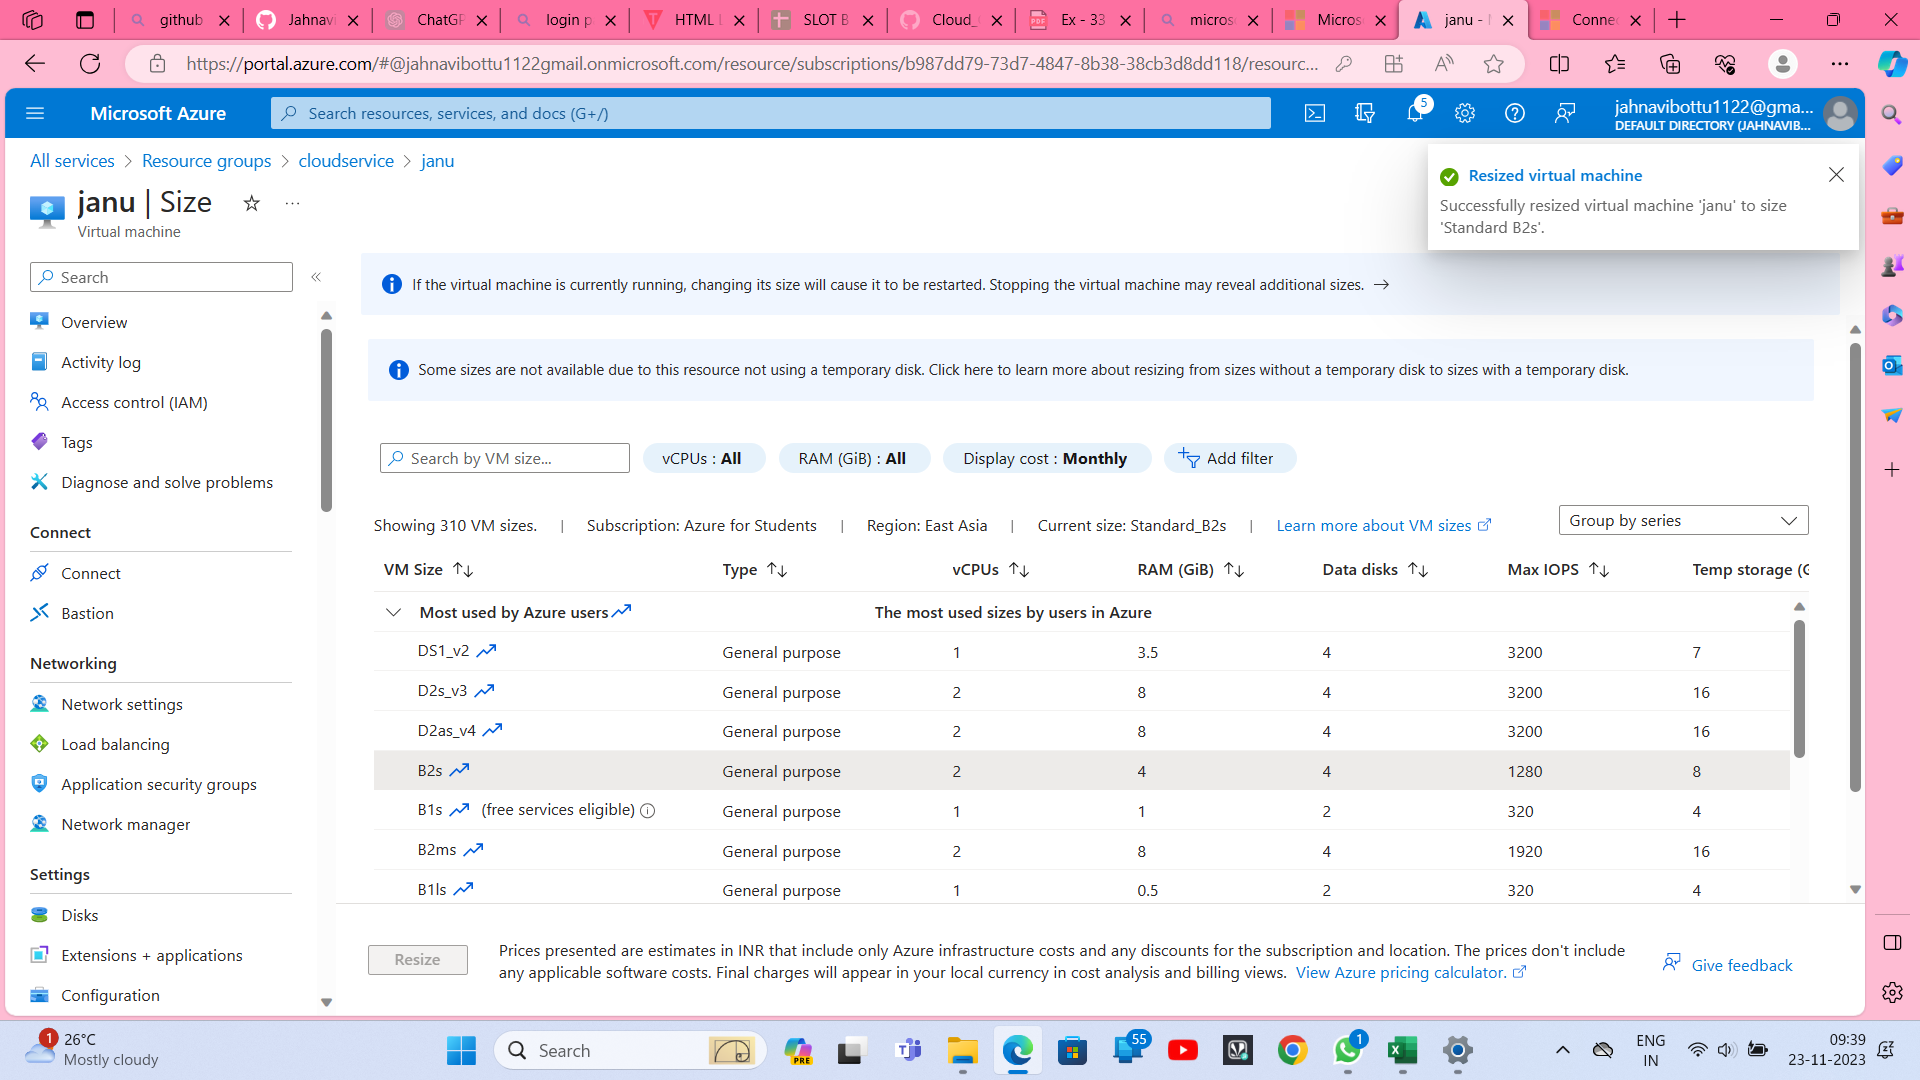 github
Jahnavi
ChatGP
login p
HTML L
SLOT B
Cloud_
Ex - 33
micros
Micros
janu -
Conne
https://portal.azure.com/#@jahnavibottu1122gmail.onmicrosoft.com/resource/subscriptions/b987dd79-73d7-4847-8b38-38cb3d8dd118/resourc...
Microsoft Azure
Search resources, services, and docs (G+/)
5
jahnavibottu1122@gma...
DEFAULT DIRECTORY (JAHNAVIB...
All services > Resource groups > cloudservice > janu
janu | Size
Virtual machine
Resized virtual machine
Successfully resized virtual machine 'janu' to size
'Standard B2s'.
Search
Overview
Activity log
Access control (IAM)
Tags
Diagnose and solve problems
Connect
Connect
Bastion
Networking
Network settings
Load balancing
Application security groups
Network manager
Settings
Disks
Extensions + applications
Configuration
If the virtual machine is currently running, changing its size will cause it to be restarted. Stopping the virtual machine may reveal additional sizes. →
Some sizes are not available due to this resource not using a temporary disk. Click here to learn more about resizing from sizes without a temporary disk to sizes with a temporary disk.
Search by VM size...
vCPUs : All
RAM (GiB) : All
Display cost : Monthly
Add filter
Showing 310 VM sizes. | Subscription: Azure for Students | Region: East Asia | Current size: Standard_B2s | Learn more about VM sizes
Group by series
VM Size Type vCPUs RAM (GiB) Data disks Max IOPS Temp storage (G
Most used by Azure users The most used sizes by users in Azure
DS1_v2 General purpose 1 3.5 4 3200 7
D2s_v3 General purpose 2 8 4 3200 16
D2as_v4 General purpose 2 8 4 3200 16
B2s General purpose 2 4 4 1280 8
B1s (free services eligible) General purpose 1 1 2 320 4
B2ms General purpose 2 8 4 1920 16
B1ls General purpose 1 0.5 2 320 4
Resize
Prices presented are estimates in INR that include only Azure infrastructure costs and any discounts for the subscription and location. The prices don't include
any applicable software costs. Final charges will appear in your local currency in cost analysis and billing views. View Azure pricing calculator.
Give feedback
1
26°C
Mostly cloudy
Search
PRE
55
1
ENG
IN
09:39
23-11-2023